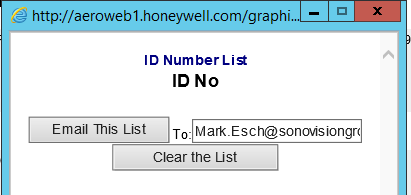 http://aeroweb1.honeywell.com/graphi...
ID Number List
ID No
Email This List To: Mark.Esch@sonovisiongro
Clear the List